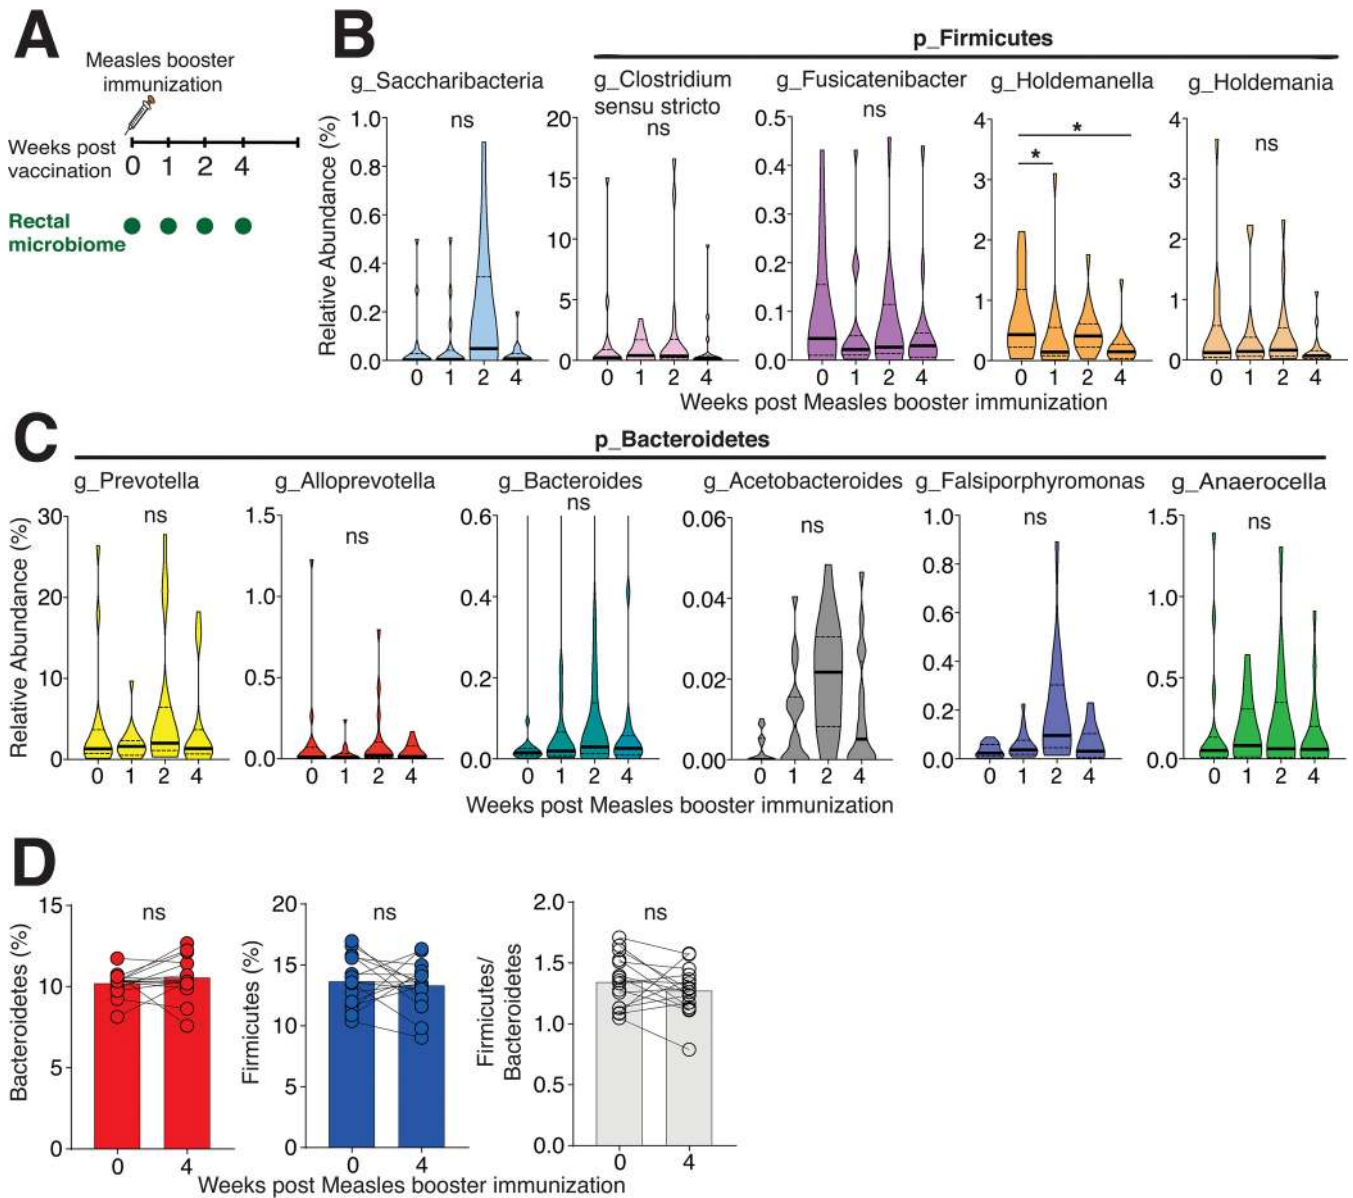 A
Measles booster
immunization
Weeks post
vaccination
0 1 2 4
Rectal
microbiome
B
p_Firmicutes
g_Saccharibacteria
g_Clostridium
sensu stricto
g_Fusicatenibacter
g_Holdemanella
g_Holdemania
Relative Abundance (%)
ns
1.0
0.8
0.6
0.4
0.2
0.0
0 1 2 4
ns
20
15
10
5
0
0 1 2 4
ns
0.5
0.4
0.3
0.2
0.1
0.0
0 1 2 4
*
*
4
3
2
1
0
0 1 2 4
ns
4
3
2
1
0
0 1 2 4
Weeks post Measles booster immunization
C
p_Bacteroidetes
g_Prevotella
g_Alloprevotella
g_Bacteroides
g_Acetobacteroides
g_Falsiporphyromonas
g_Anaerocella
Relative Abundance (%)
ns
30
20
10
0
0 1 2 4
ns
1.5
1.0
0.5
0.0
0 1 2 4
ns
0.6
0.4
0.2
0.0
0 1 2 4
ns
0.06
0.04
0.02
0.00
0 1 2 4
ns
1.0
0.8
0.6
0.4
0.2
0.0
0 1 2 4
ns
1.5
1.0
0.5
0.0
0 1 2 4
Weeks post Measles booster immunization
D
Bacteroidetes (%)
ns
15
10
5
0
0 4
Firmicutes (%)
ns
20
15
10
5
0
0 4
Firmicutes/
Bacteroidetes
ns
2.0
1.5
1.0
0.5
0.0
0 4
Weeks post Measles booster immunization